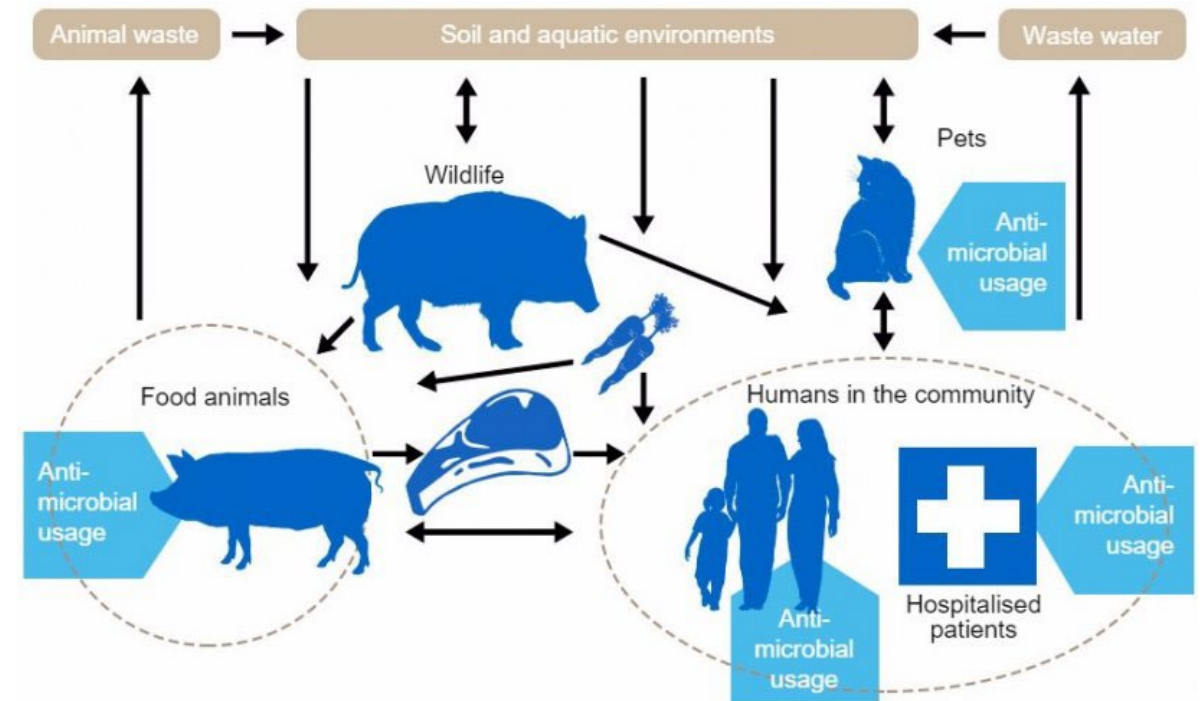 Animal waste
Soil and aquatic environments
Waste water
Pets
Wildlife
Anti-
microbial
usage
Food animals
Humans in the community
Anti-
microbial
usage
Anti-
microbial
usage
Hospitalised
patients
Anti-
microbial
usage